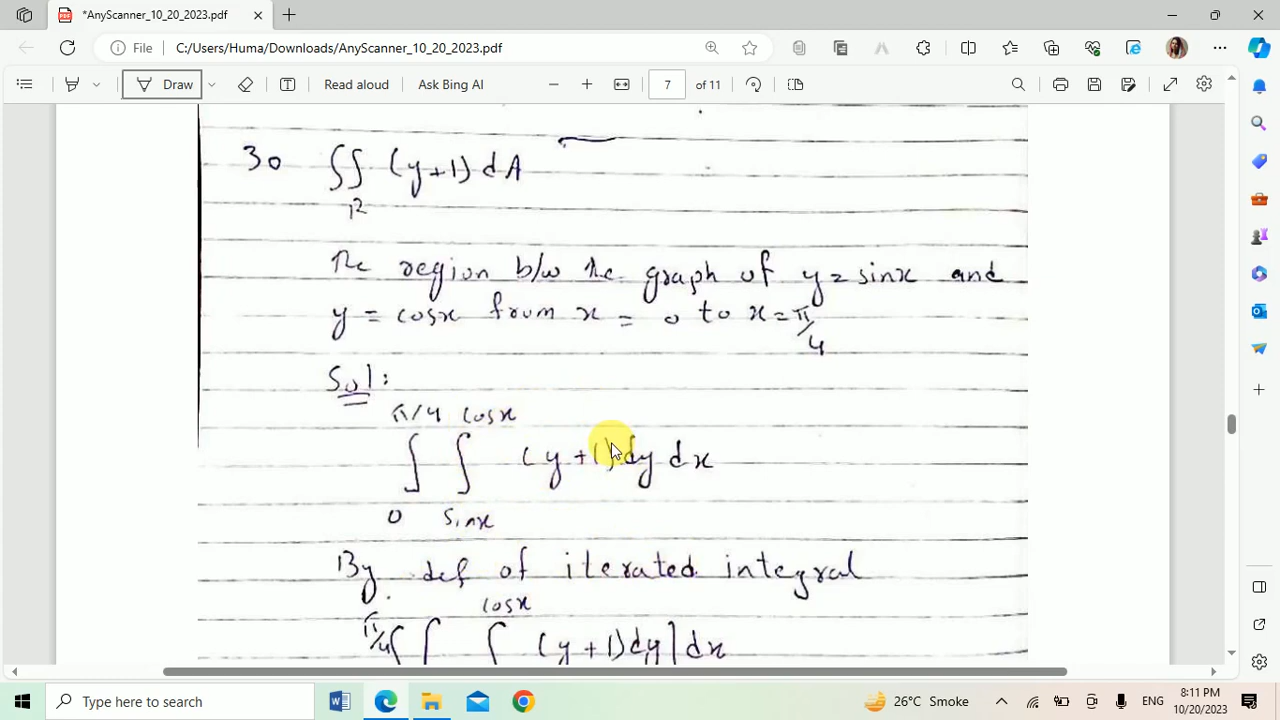 *AnyScanner_10_20_2023.pdf
File
C:/Users/Huma/Downloads/AnyScanner_10_20_2023.pdf
Draw
Read aloud
Ask Bing AI
7 of 11
30 ∬ (y+1) dA
R
The region b/w the graph of y = sinx and
y = cosx from x = 0 to x = π/4
Sol:
π/4 cosx
∫ ∫ (y+1)dy dx
0 sinx
By def of iterated integral
cosx
π/4 ∫ [ ∫ (y+1)dy] dx
Type here to search
26°C Smoke
ENG
8:11 PM
10/20/2023